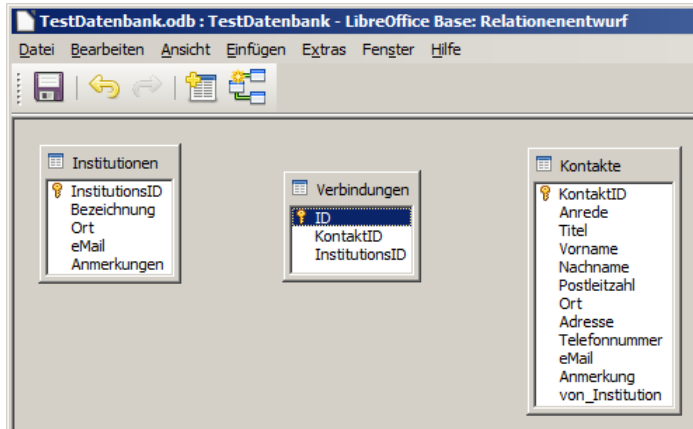 TestDatenbank.odb : TestDatenbank - LibreOffice Base: Relationenentwurf
Datei Bearbeiten Ansicht Einfügen Extras Fenster Hilfe
Institutionen
InstitutionsID
Bezeichnung
Ort
eMail
Anmerkungen
Verbindungen
ID
KontaktID
InstitutionsID
Kontakte
KontaktID
Anrede
Titel
Vorname
Nachname
Postleitzahl
Ort
Adresse
Telefonnummer
eMail
Anmerkung
von_Institution